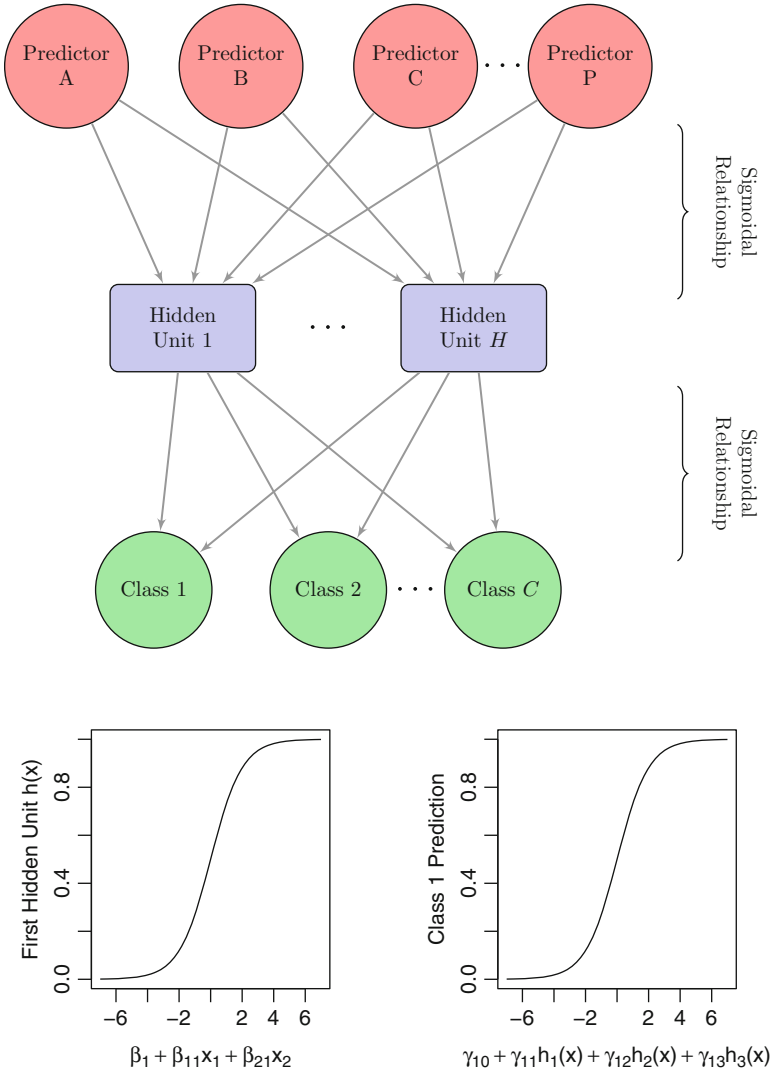 Predictor
A
Predictor
B
Predictor
C
. . .
Predictor
P
Sigmoidal
Relationship
Hidden
Unit 1
. . .
Hidden
Unit H
Sigmoidal
Relationship
Class 1
Class 2
. . .
Class C
First Hidden Unit h(x)
0.0
0.4
0.8
−6
−2
2
4
6
β₁ + β₁₁x₁ + β₂₁x₂
Class 1 Prediction
0.0
0.4
0.8
−6
−2
2
4
6
γ₁₀ + γ₁₁h₁(x) + γ₁₂h₂(x) + γ₁₃h₃(x)